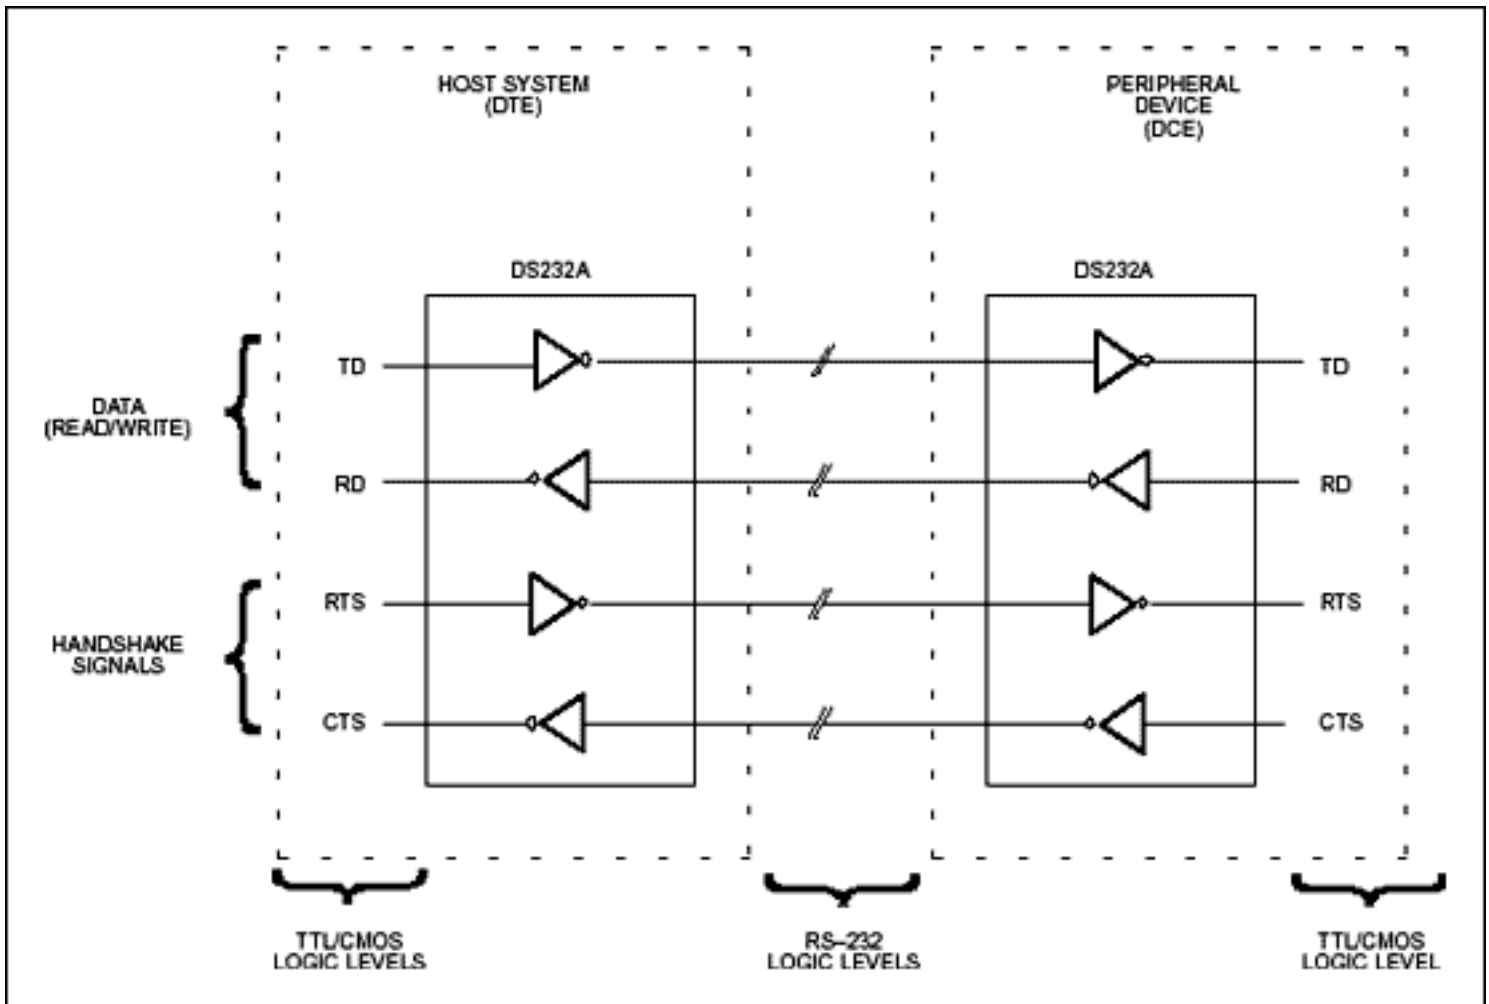 HOST SYSTEM
(DTE)
PERIPHERAL
DEVICE
(DCE)
DS232A
DS232A
DATA
(READ/WRITE)
TD
TD
RD
RD
HANDSHAKE
SIGNALS
RTS
RTS
CTS
CTS
TTL/CMOS
LOGIC LEVELS
RS–232
LOGIC LEVELS
TTL/CMOS
LOGIC LEVEL